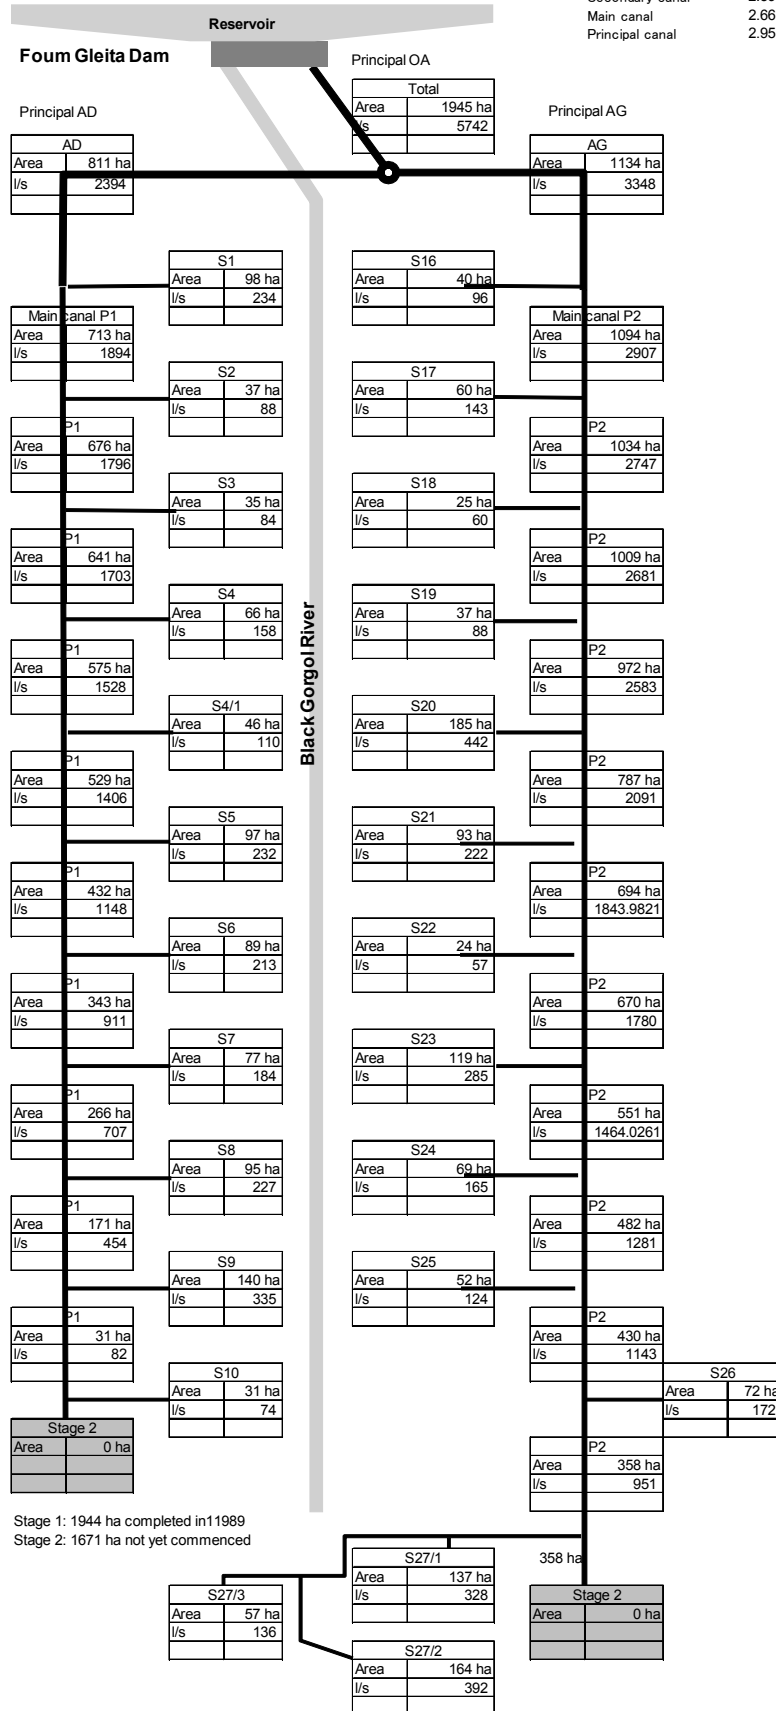 Secondary canal
Main canal 2.66
Principal canal 2.95
Reservoir
Foum Gleita Dam
Principal OA
Total
Area 1945 ha
l/s 5742
Principal AD
Principal AG
AD
Area 811 ha
l/s 2394
AG
Area 1134 ha
l/s 3348
S1
Area 98 ha
l/s 234
S16
Area 40 ha
l/s 96
Main canal P1
Area 713 ha
l/s 1894
Main canal P2
Area 1094 ha
l/s 2907
S2
Area 37 ha
l/s 88
S17
Area 60 ha
l/s 143
P1
Area 676 ha
l/s 1796
P2
Area 1034 ha
l/s 2747
S3
Area 35 ha
l/s 84
S18
Area 25 ha
l/s 60
P1
Area 641 ha
l/s 1703
P2
Area 1009 ha
l/s 2681
S4
Area 66 ha
l/s 158
S19
Area 37 ha
l/s 88
P1
Area 575 ha
l/s 1528
P2
Area 972 ha
l/s 2583
Black Gorgol River
S4/1
Area 46 ha
l/s 110
S20
Area 185 ha
l/s 442
P1
Area 529 ha
l/s 1406
P2
Area 787 ha
l/s 2091
S5
Area 97 ha
l/s 232
S21
Area 93 ha
l/s 222
P1
Area 432 ha
l/s 1148
P2
Area 694 ha
l/s 1843.9821
S6
Area 89 ha
l/s 213
S22
Area 24 ha
l/s 57
P1
Area 343 ha
l/s 911
P2
Area 670 ha
l/s 1780
S7
Area 77 ha
l/s 184
S23
Area 119 ha
l/s 285
P1
Area 266 ha
l/s 707
P2
Area 551 ha
l/s 1464.0261
S8
Area 95 ha
l/s 227
S24
Area 69 ha
l/s 165
P1
Area 171 ha
l/s 454
P2
Area 482 ha
l/s 1281
S9
Area 140 ha
l/s 335
S25
Area 52 ha
l/s 124
P1
Area 31 ha
l/s 82
P2
Area 430 ha
l/s 1143
S10
Area 31 ha
l/s 74
S26
Area 72 ha
l/s 172
Stage 2
Area 0 ha
P2
Area 358 ha
l/s 951
Stage 1: 1944 ha completed in11989
Stage 2: 1671 ha not yet commenced
S27/1
Area 137 ha
l/s 328
358 ha
S27/3
Area 57 ha
l/s 136
Stage 2
Area 0 ha
S27/2
Area 164 ha
l/s 392